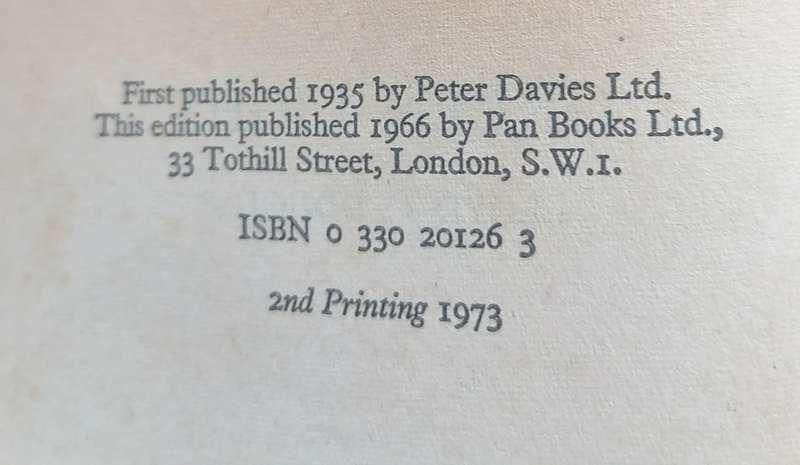 First published 1935 by Peter Davies Ltd.
This edition published 1966 by Pan Books Ltd.,
33 Tothill Street, London, S.W.1.
ISBN 0 330 20126 3
2nd Printing 1973